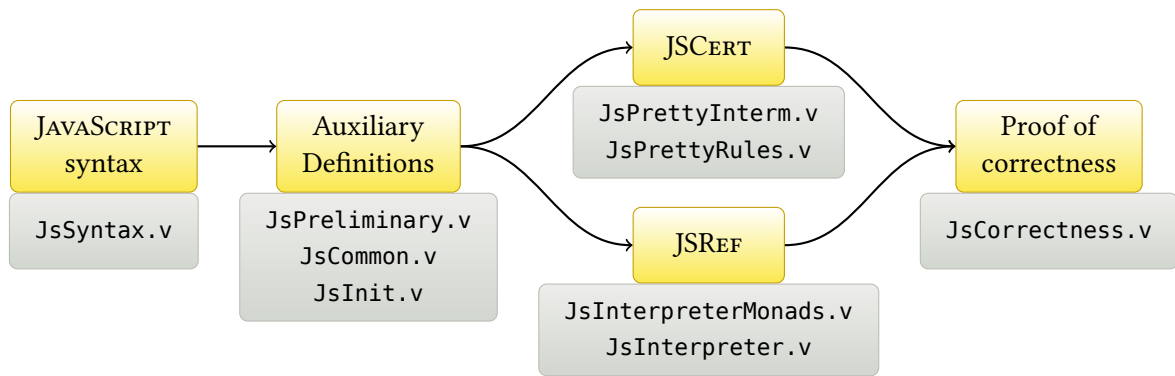 JAVASCRIPT
syntax
JsSyntax.v
Auxiliary
Definitions
JsPreliminary.v
JsCommon.v
JsInit.v
JSCERT
JsPrettyInterm.v
JsPrettyRules.v
JSREF
JsInterpreterMonads.v
JsInterpreter.v
Proof of
correctness
JsCorrectness.v